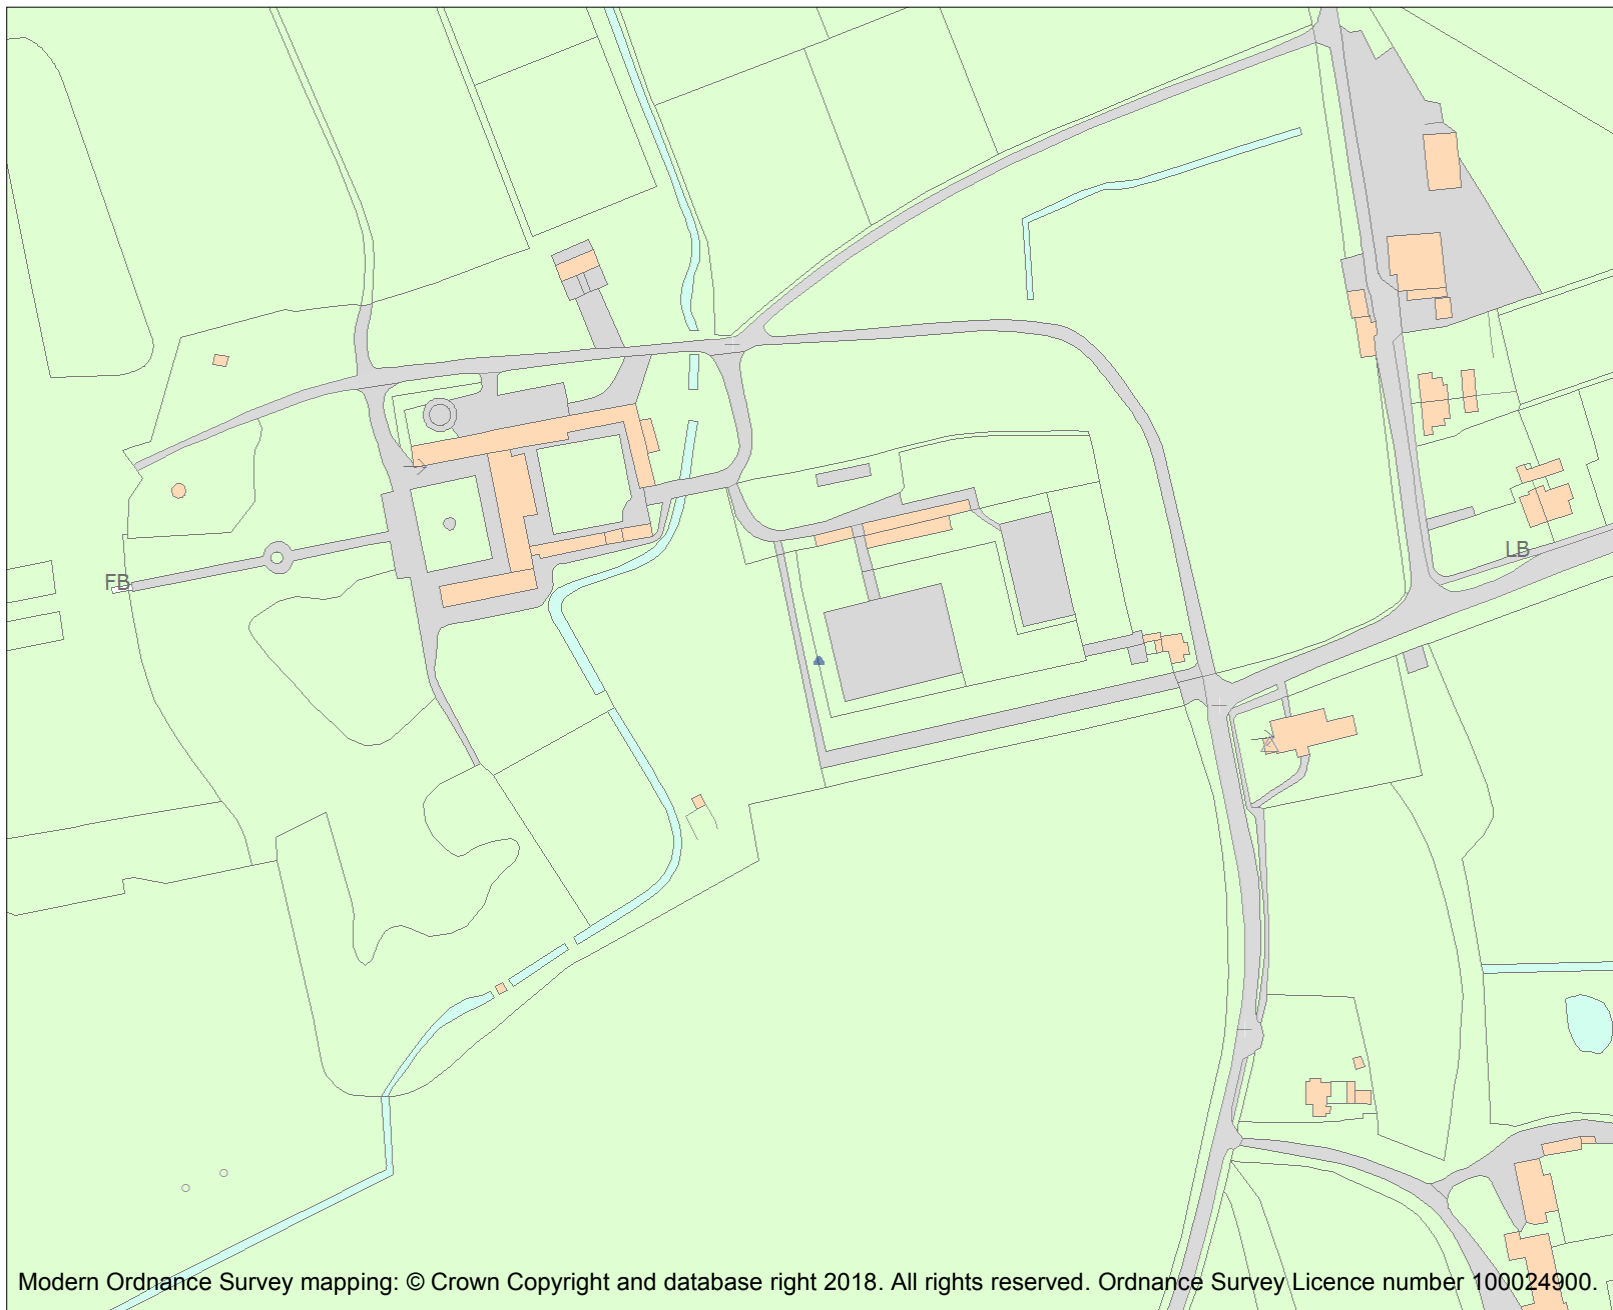 LB
FB
Modern Ordnance Survey mapping: © Crown Copyright and database right 2018. All rights reserved. Ordnance Survey Licence number 100024900.